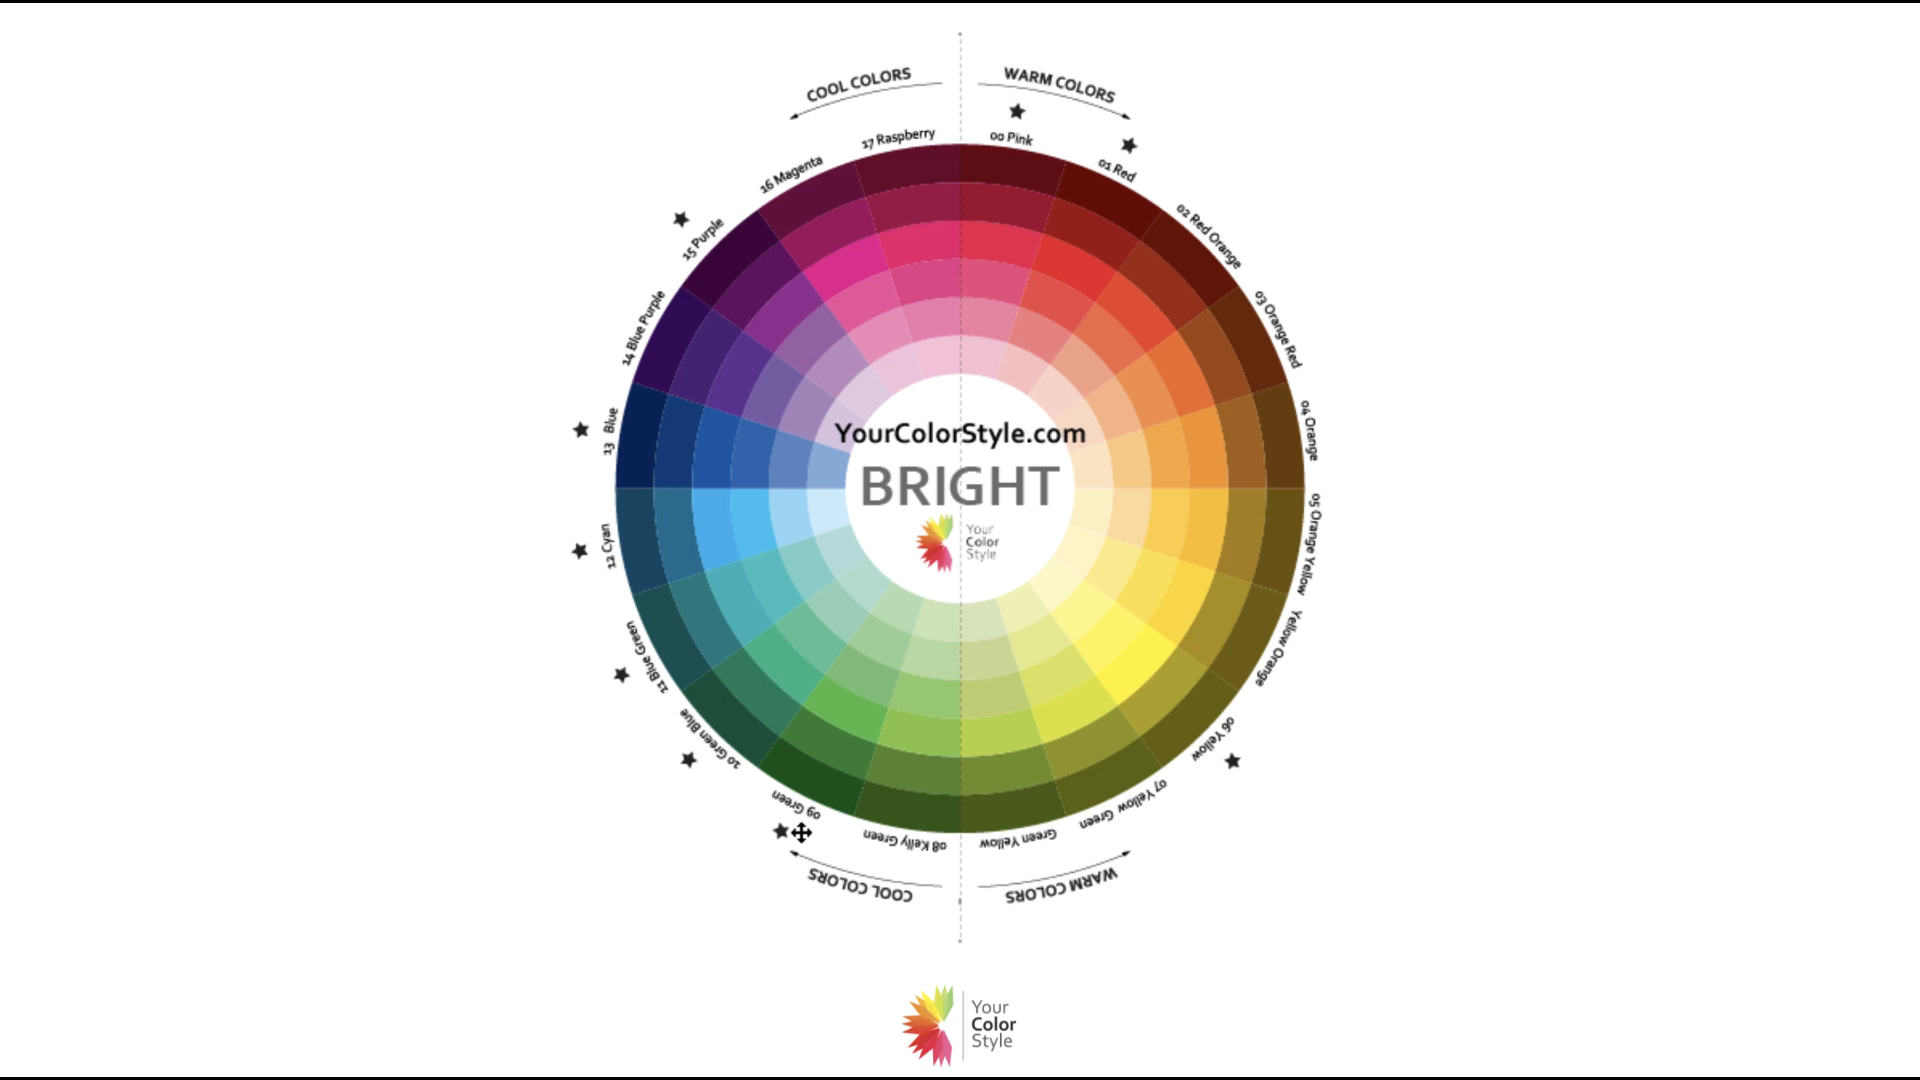 COOL COLORS
WARM COLORS
00 Pink
01 Red
02 Red Orange
03 Orange Red
04 Orange
05 Orange Yellow
Yellow Orange
06 Yellow
07 Yellow Green
Green Yellow
08 Kelly Green
09 Green
10 Green Blue
11 Blue Green
12 Cyan
13 Blue
14 Blue Purple
15 Purple
16 Magenta
17 Raspberry
YourColorStyle.com
BRIGHT
Your
Color
Style
COOL COLORS
WARM COLORS
Your
Color
Style